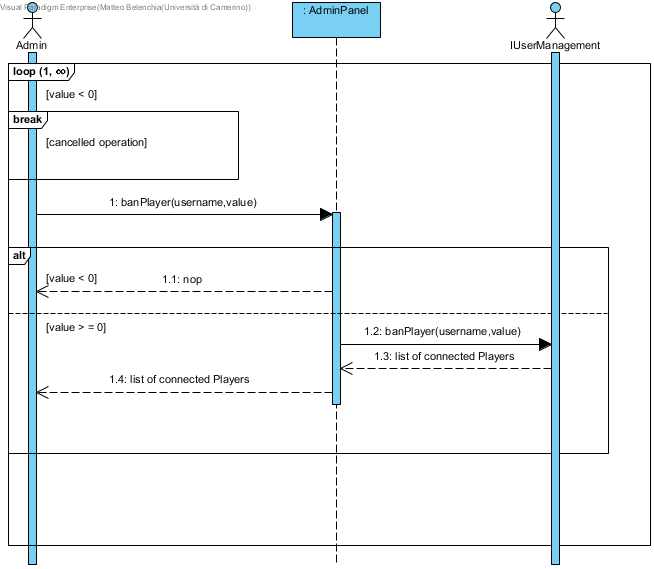 Visual Paradigm Enterprise(Matteo Belenchia(Università di Camerino))
: AdminPanel
Admin
IUserManagement
loop (1, ∞)
[value < 0]
break
[cancelled operation]
1: banPlayer(username,value)
alt
[value < 0]
1.1: nop
[value > = 0]
1.2: banPlayer(username,value)
1.3: list of connected Players
1.4: list of connected Players